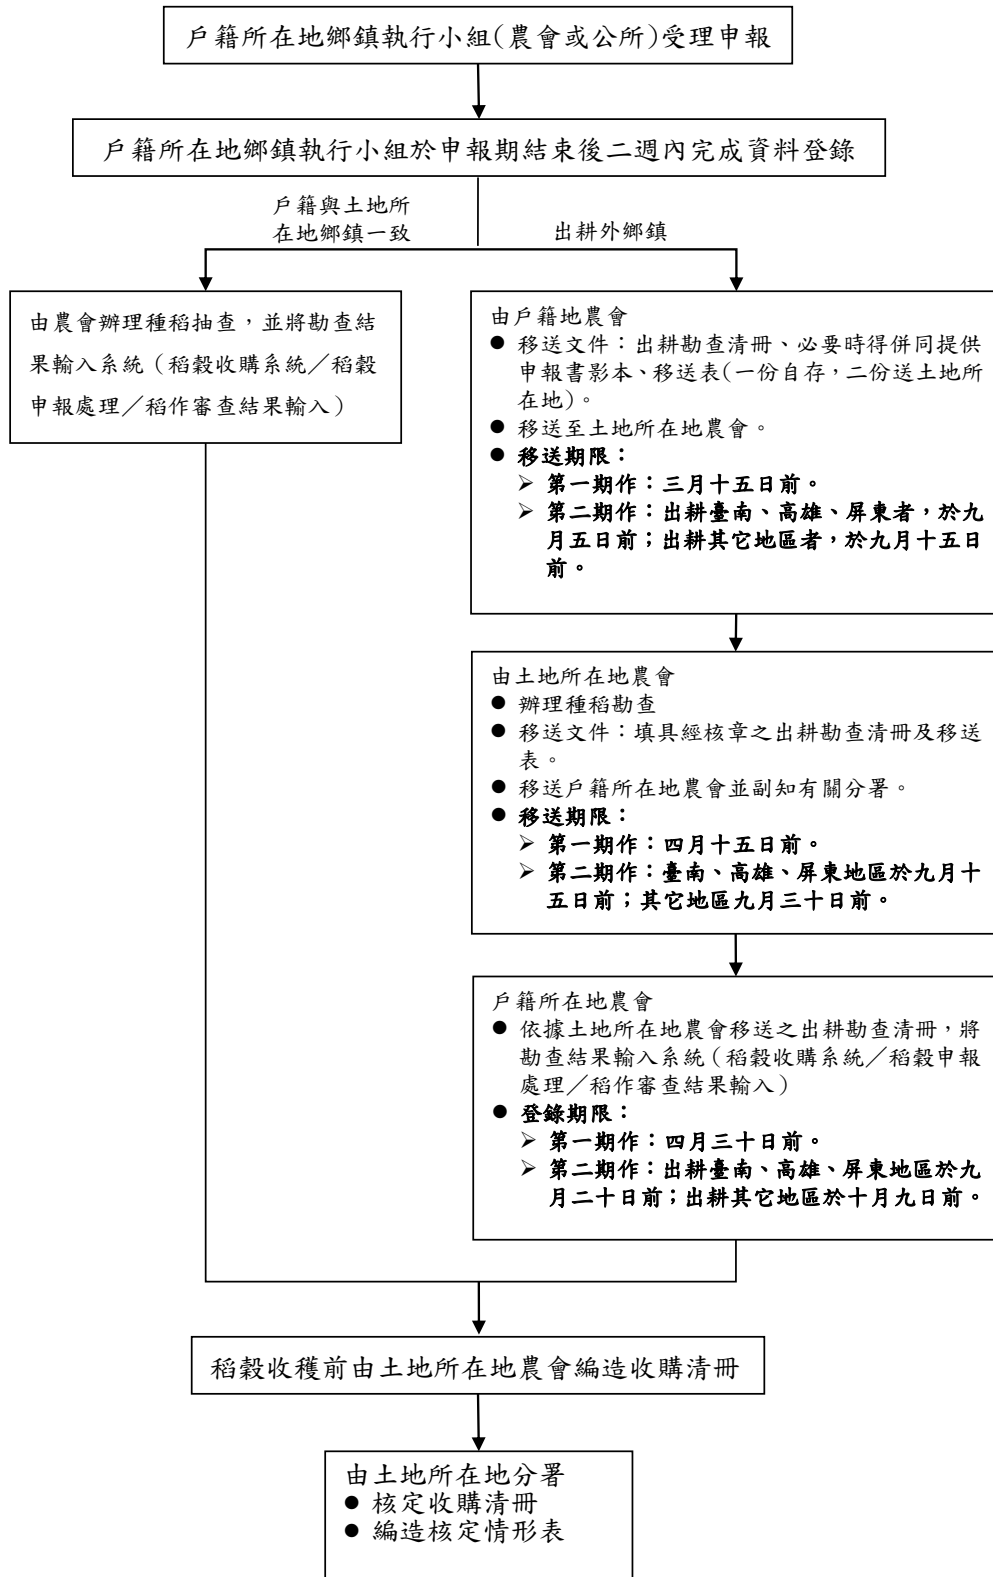 戶籍所在地鄉鎮執行小組(農會或公所)受理申報
戶籍所在地鄉鎮執行小組於申報期結束後二週內完成資料登錄
戶籍與土地所
在地鄉鎮一致
出耕外鄉鎮
由農會辦理種稻抽查，並將勘查結
果輸入系統（稻穀收購系統／稻穀
申報處理／稻作審查結果輸入）
由戶籍地農會
● 移送文件：出耕勘查清冊、必要時得併同提供
申報書影本、移送表(一份自存，二份送土地所
在地)。
● 移送至土地所在地農會。
● 移送期限：
➢ 第一期作：三月十五日前。
➢ 第二期作：出耕臺南、高雄、屏東者，於九
月五日前；出耕其它地區者，於九月十五日
前。
由土地所在地農會
● 辦理種稻勘查
● 移送文件：填具經核章之出耕勘查清冊及移送
表。
● 移送戶籍所在地農會並副知有關分署。
● 移送期限：
➢ 第一期作：四月十五日前。
➢ 第二期作：臺南、高雄、屏東地區於九月十
五日前；其它地區九月三十日前。
戶籍所在地農會
● 依據土地所在地農會移送之出耕勘查清冊，將
勘查結果輸入系統（稻穀收購系統／稻穀申報
處理／稻作審查結果輸入）
● 登錄期限：
➢ 第一期作：四月三十日前。
➢ 第二期作：出耕臺南、高雄、屏東地區於九
月二十日前；出耕其它地區於十月九日前。
稻穀收穫前由土地所在地農會編造收購清冊
由土地所在地分署
● 核定收購清冊
● 編造核定情形表